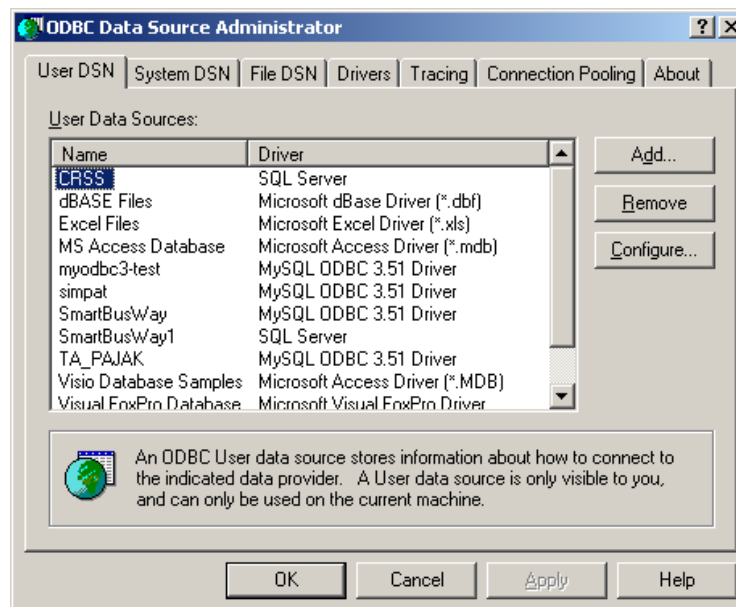 ODBC Data Source Administrator
User DSN System DSN File DSN Drivers Tracing Connection Pooling About
User Data Sources:
Name Driver
CRSS SQL Server
dBASE Files Microsoft dBase Driver (*.dbf)
Excel Files Microsoft Excel Driver (*.xls)
MS Access Database Microsoft Access Driver (*.mdb)
myodbc3-test MySQL ODBC 3.51 Driver
simpat MySQL ODBC 3.51 Driver
SmartBusWay MySQL ODBC 3.51 Driver
SmartBusWay1 SQL Server
TA_PAJAK MySQL ODBC 3.51 Driver
Visio Database Samples Microsoft Access Driver (*.MDB)
Visual FoxPro Database Microsoft Visual FoxPro Driver
Add...
Remove
Configure...
An ODBC User data source stores information about how to connect to
the indicated data provider. A User data source is only visible to you,
and can only be used on the current machine.
OK Cancel Apply Help